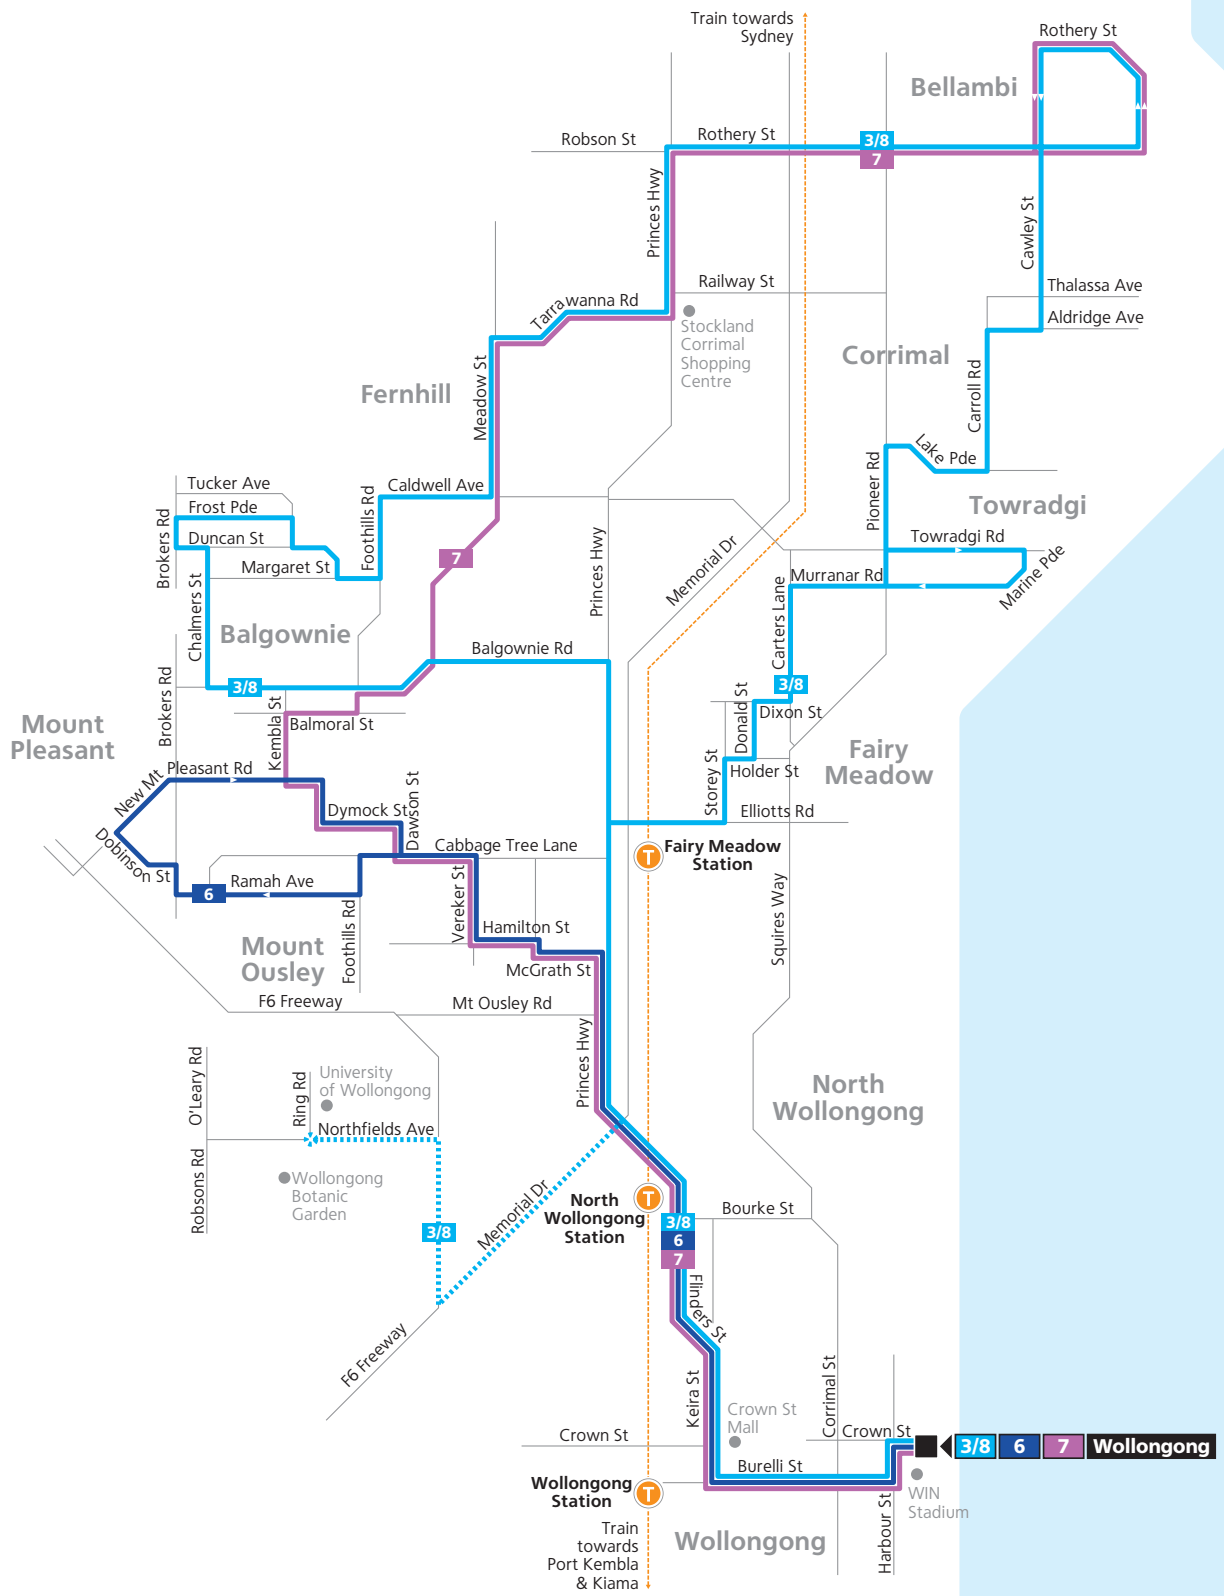 Train towards
Sydney
Rothery St
Bellambi
Robson St
Rothery St
3/8
7
Princes Hwy
Cawley St
Railway St
Thalassa Ave
Tarrawanna Rd
Aldridge Ave
Stockland
Corrimal
Shopping
Centre
Corrimal
Fernhill
Meadow St
Carroll Rd
Lake Pde
Tucker Ave
Caldwell Ave
Foothills Rd
Pioneer Rd
Towradgi
Frost Pde
Brokers Rd
Duncan St
Towradgi Rd
Princes Hwy
Memorial Dr
7
Margaret St
Murranar Rd
Marine Pde
Chalmers St
Carters Lane
Balgownie
Balgownie Rd
3/8
3/8
Brokers Rd
Kembla St
Balmoral St
Donald St
Dixon St
Mount
Pleasant
Fairy
Meadow
New Mt Pleasant Rd
Storey St
Holder St
Dymock St
Dawson St
Elliotts Rd
Dobinson St
Cabbage Tree Lane
Fairy Meadow
Station
T
6
Ramah Ave
Vereker St
Squires Way
Hamilton St
Foothills Rd
Mount
Ousley
McGrath St
F6 Freeway
Mt Ousley Rd
Princes Hwy
O'Leary Rd
Ring Rd
University
of Wollongong
North
Wollongong
Northfields Ave
Robsons Rd
Wollongong
Botanic
Garden
Memorial Dr
North
Wollongong
Station
T
Bourke St
3/8
3/8
6
7
Flinders St
F6 Freeway
Keira St
Corrimal St
Crown St
Mall
Crown St
Crown St
3/8
6
7
Wollongong
Burelli St
Wollongong
Station
T
WIN
Stadium
Harbour St
Wollongong
Train
towards
Port Kembla
& Kiama